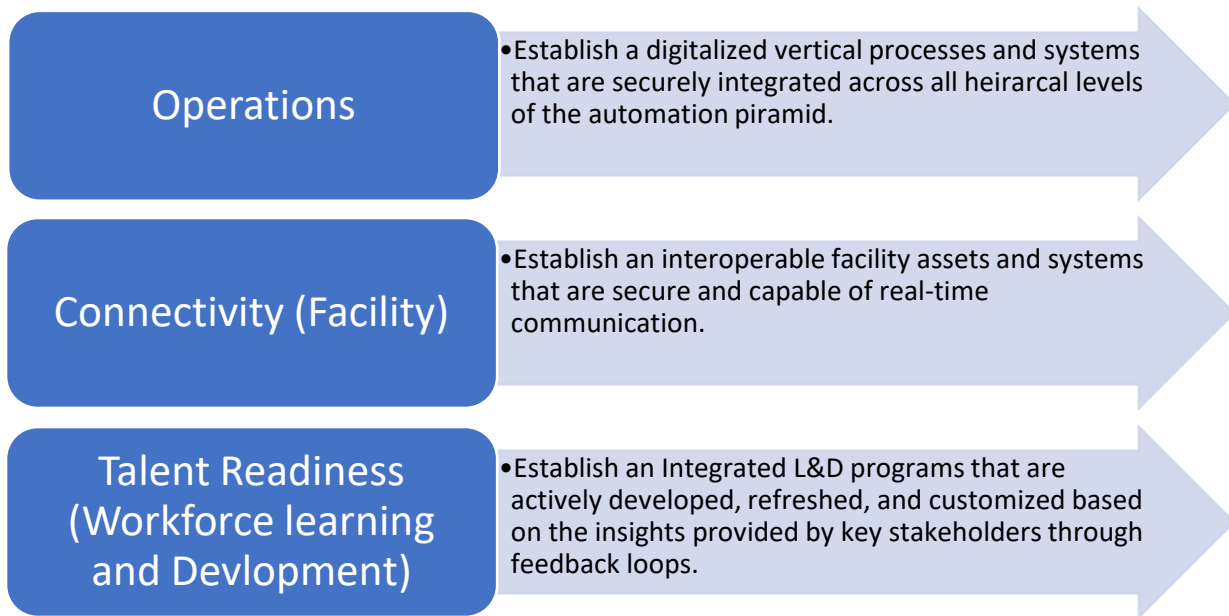 Operations
•Establish a digitalized vertical processes and systems
that are securely integrated across all heirarcal levels
of the automation piramid.
Connectivity (Facility)
•Establish an interoperable facility assets and systems
that are secure and capable of real-time
communication.
Talent Readiness
(Workforce learning
and Devlopment)
•Establish an Integrated L&D programs that are
actively developed, refreshed, and customized based
on the insights provided by key stakeholders through
feedback loops.